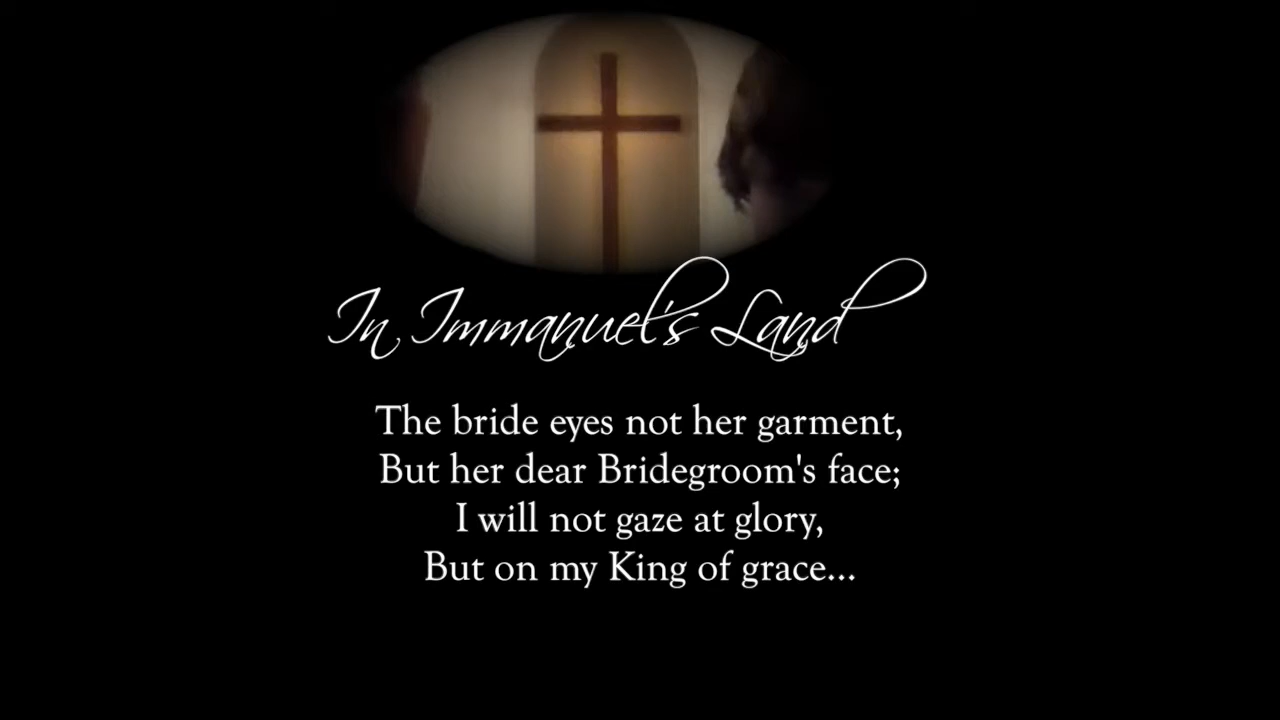 In Immanuel's Land
The bride eyes not her garment,
But her dear Bridegroom's face;
I will not gaze at glory,
But on my King of grace...